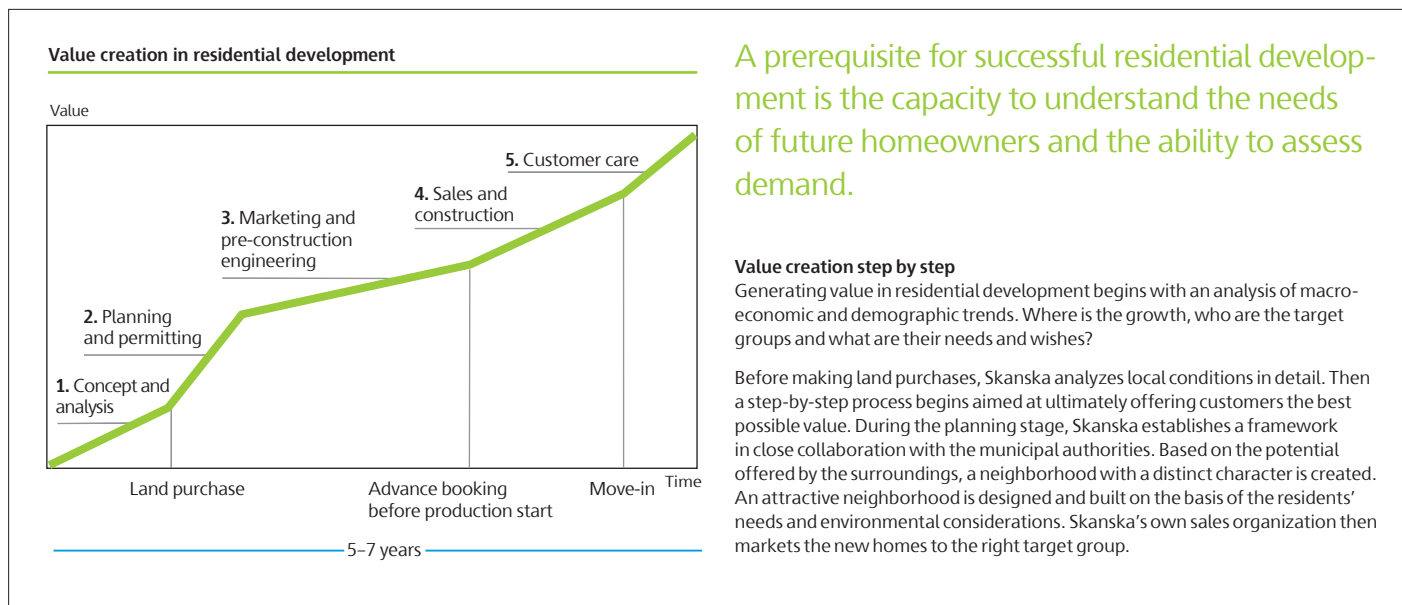 Value creation in residential development
Value
5. Customer care
4. Sales and
construction
3. Marketing and
pre-construction
engineering
2. Planning
and permitting
1. Concept and
analysis
Land purchase
Advance booking
before production start
Move-in
Time
5–7 years
A prerequisite for successful residential develop-
ment is the capacity to understand the needs
of future homeowners and the ability to assess
demand.
Value creation step by step
Generating value in residential development begins with an analysis of macro-
economic and demographic trends. Where is the growth, who are the target
groups and what are their needs and wishes?
Before making land purchases, Skanska analyzes local conditions in detail. Then
a step-by-step process begins aimed at ultimately offering customers the best
possible value. During the planning stage, Skanska establishes a framework
in close collaboration with the municipal authorities. Based on the potential
offered by the surroundings, a neighborhood with a distinct character is created.
An attractive neighborhood is designed and built on the basis of the residents’
needs and environmental considerations. Skanska’s own sales organization then
markets the new homes to the right target group.